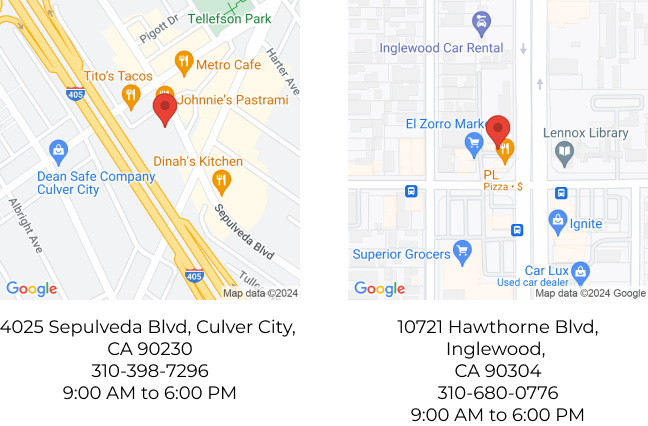 Tellefson Park
Pigott Dr
Metro Cafe
Harter Ave
Tito's Tacos
405
Johnnie's Pastrami
Dinah's Kitchen
Dean Safe Company
Culver City
Albright Ave
Sepulveda Blvd
405
Google
Map data ©2024
4025 Sepulveda Blvd, Culver City,
CA 90230
310-398-7296
9:00 AM to 6:00 PM
Inglewood Car Rental
El Zorro Marke
Lennox Library
PL
Pizza • $
Ignite
Superior Grocers
Car Lux
Used car dealer
Google
Map data ©2024 Google
10721 Hawthorne Blvd,
Inglewood,
CA 90304
310-680-0776
9:00 AM to 6:00 PM